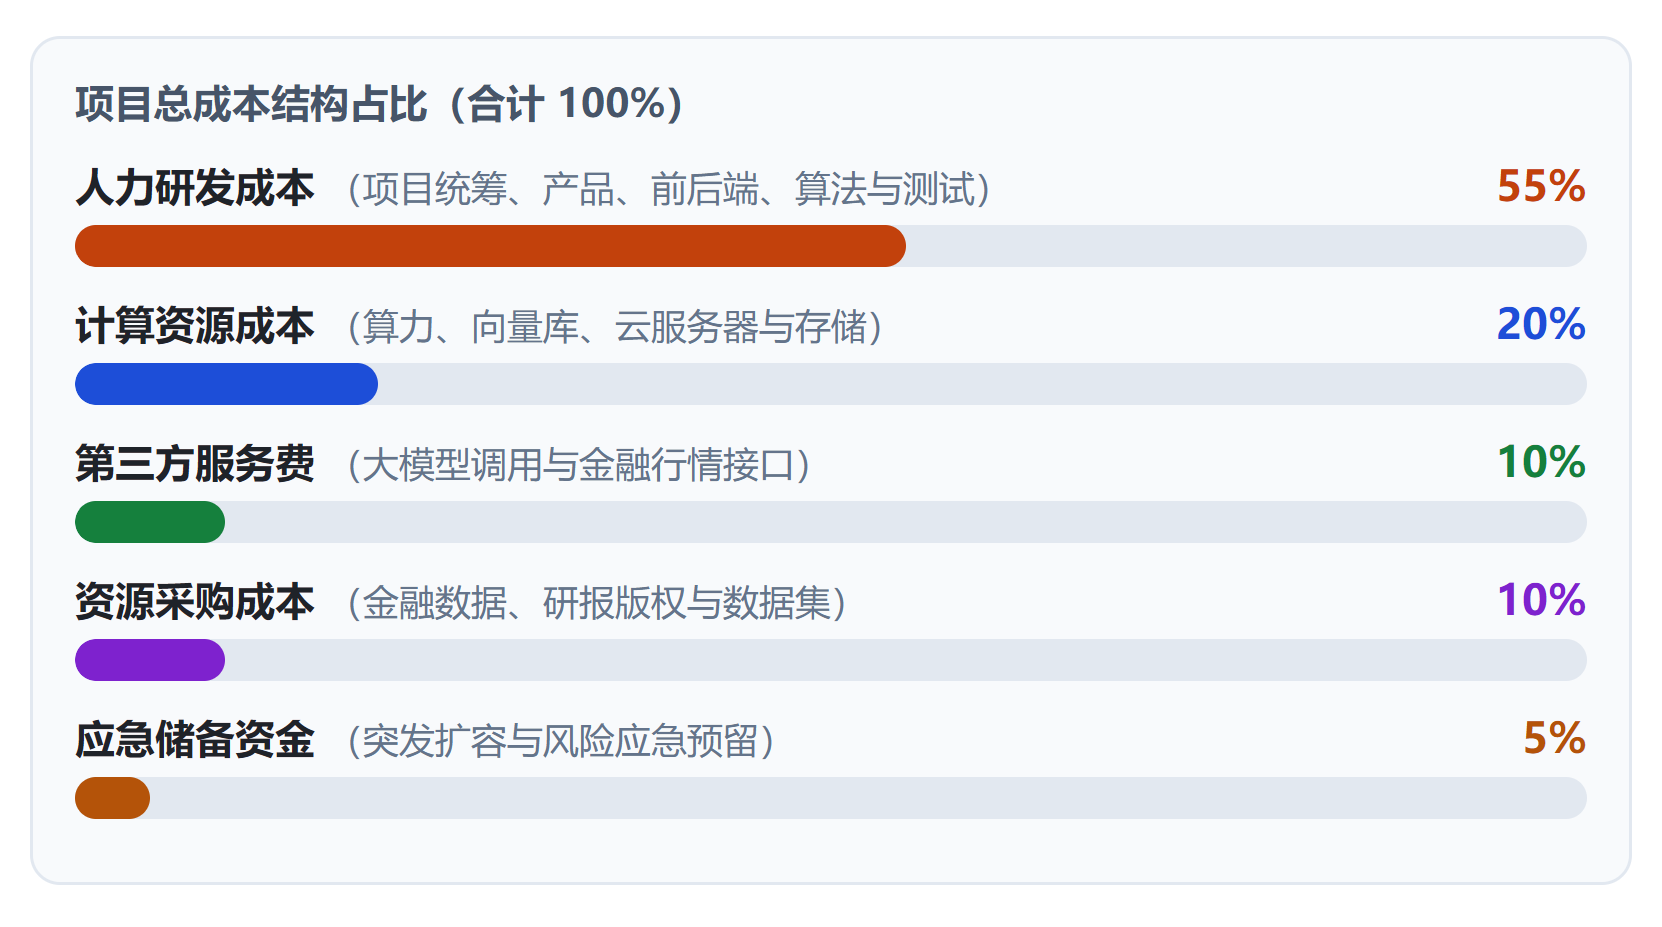 项目总成本结构占比（合计 100%）
人力研发成本 （项目统筹、产品、前后端、算法与测试） 55%
计算资源成本 （算力、向量库、云服务器与存储） 20%
第三方服务费 （大模型调用与金融行情接口） 10%
资源采购成本 （金融数据、研报版权与数据集） 10%
应急储备资金 （突发扩容与风险应急预留） 5%